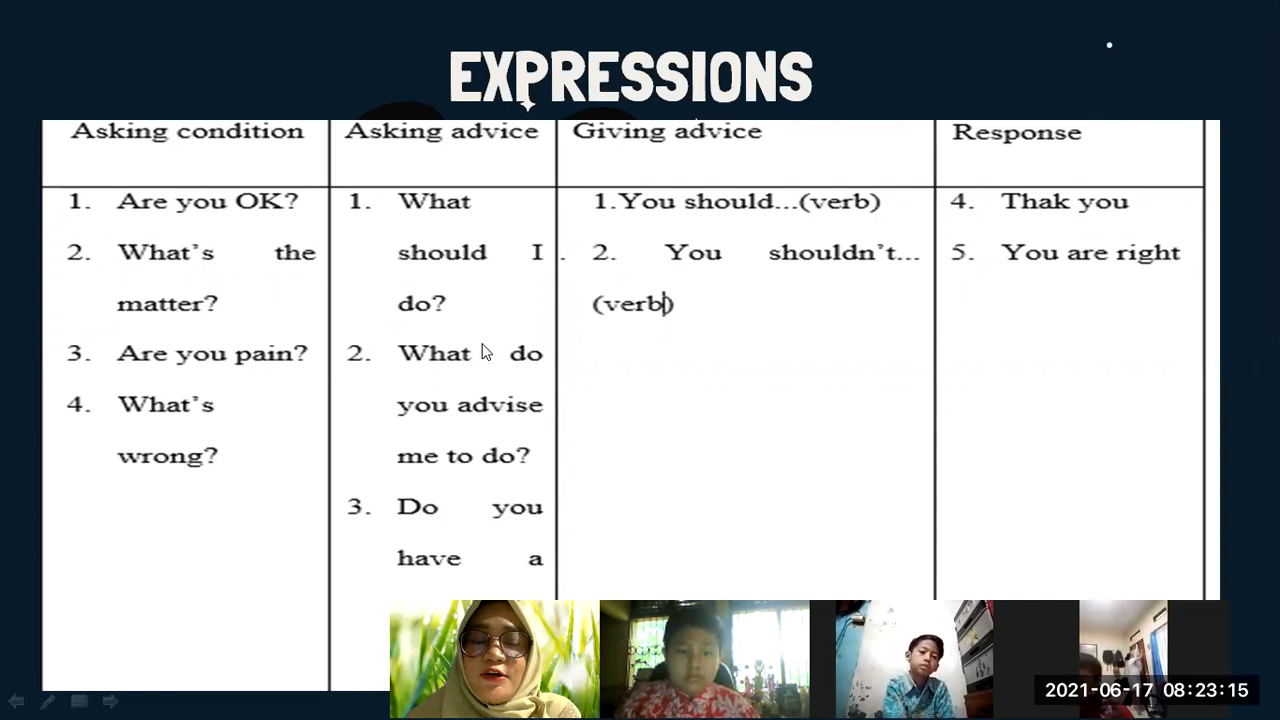 EXPRESSIONS
Asking condition
1. Are you OK?
2. What's the
matter?
3. Are you pain?
4. What's
wrong?
Asking advice
1. What
should I
do?
2. What do
you advise
me to do?
3. Do you
have a
Giving advice
1.You should...(verb)
. 2. You shouldn't...
(verb)
Response
4. Thak you
5. You are right
2021-06-17 08:23:15